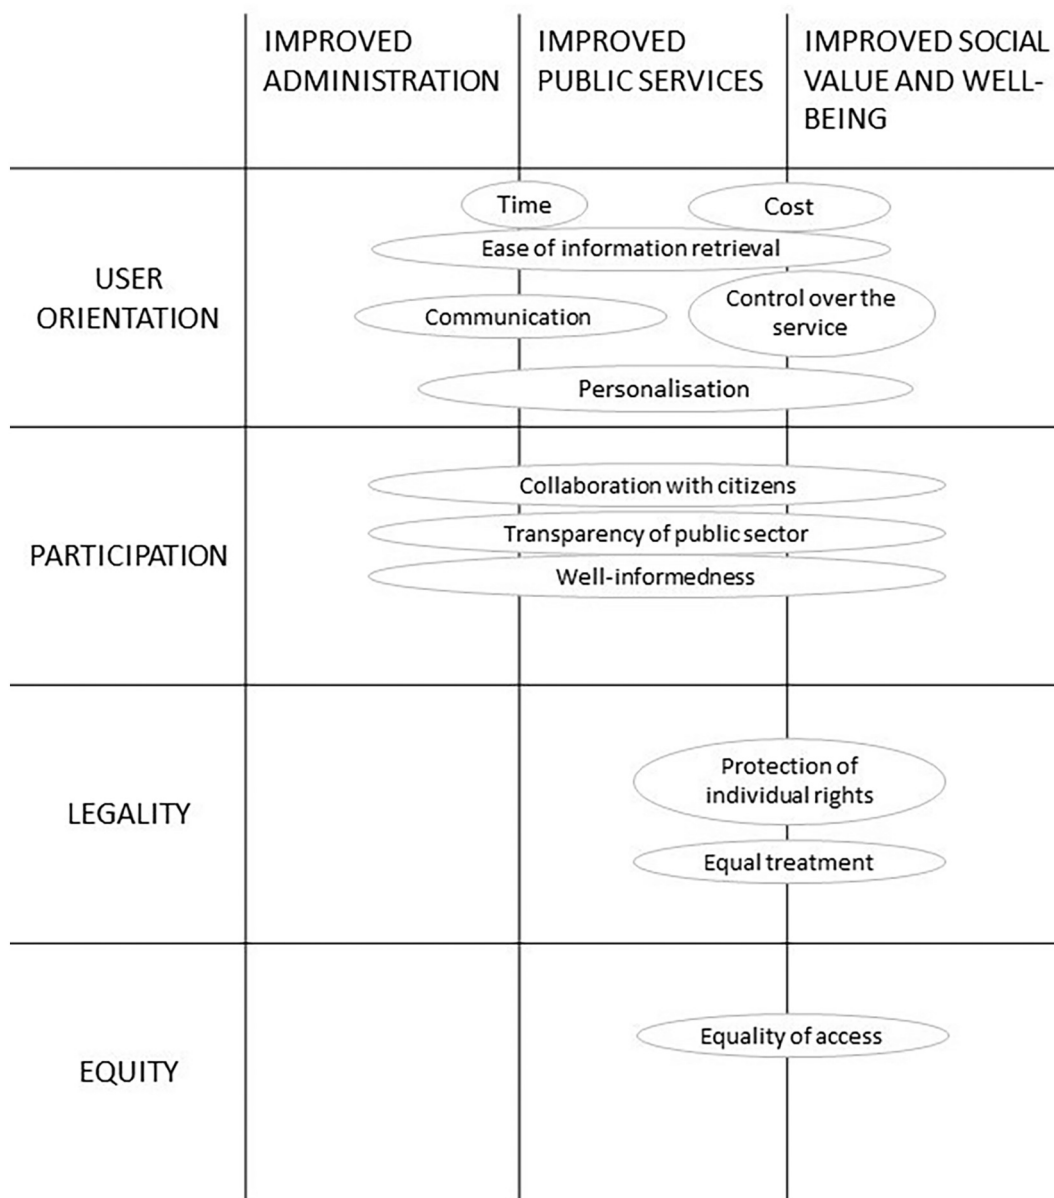 IMPROVED
ADMINISTRATION
IMPROVED
PUBLIC SERVICES
IMPROVED SOCIAL
VALUE AND WELL-
BEING
USER
ORIENTATION
Time
Cost
Ease of information retrieval
Communication
Control over the
service
Personalisation
PARTICIPATION
Collaboration with citizens
Transparency of public sector
Well-informedness
LEGALITY
Protection of
individual rights
Equal treatment
EQUITY
Equality of access